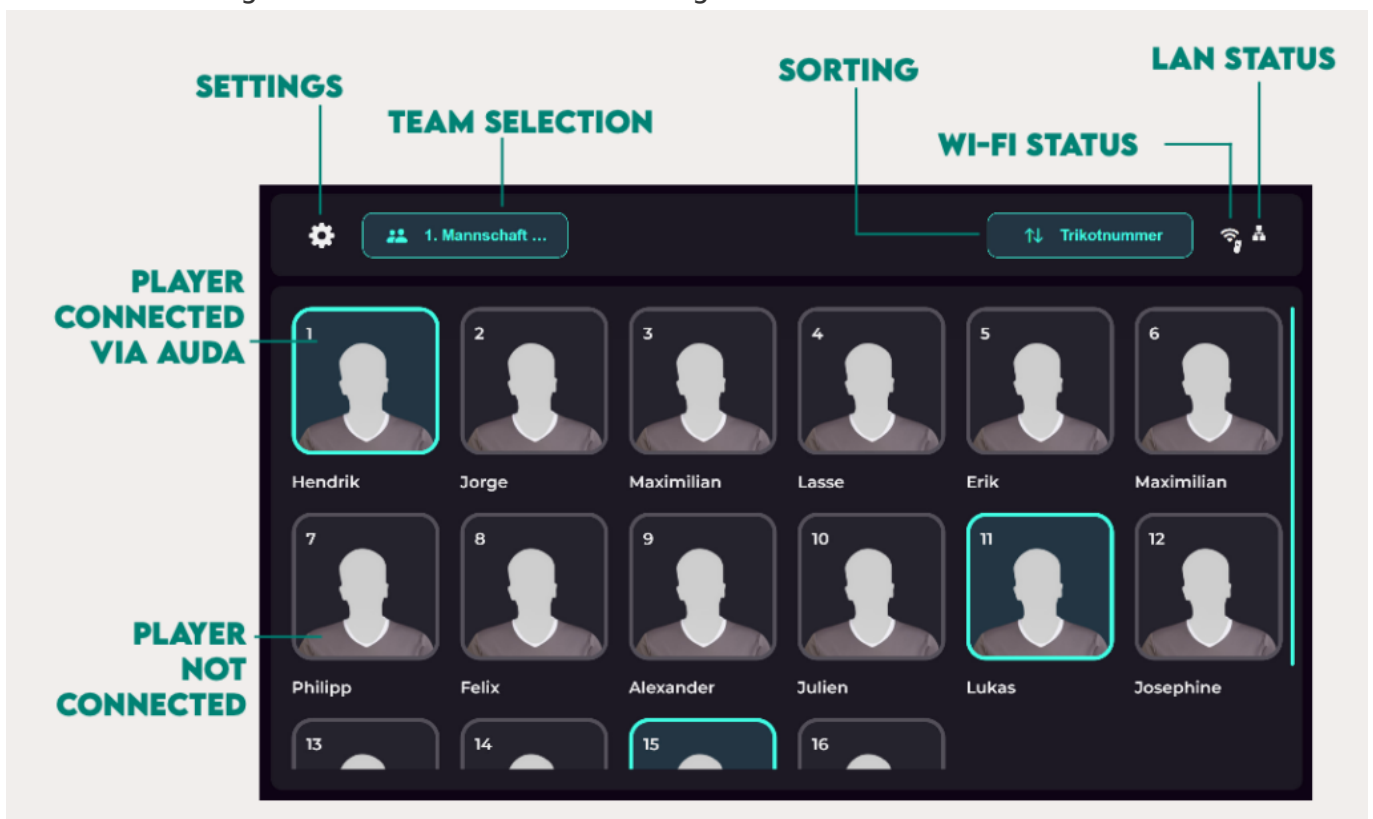 SETTINGS
TEAM SELECTION
SORTING
LAN STATUS
WI-FI STATUS
1. Mannschaft ...
Trikotnummer
PLAYER
CONNECTED
VIA AUDA
1
2
3
4
5
6
Hendrik
Jorge
Maximilian
Lasse
Erik
Maximilian
7
8
9
10
11
12
PLAYER
NOT
CONNECTED
Philipp
Felix
Alexander
Julien
Lukas
Josephine
13
14
15
16